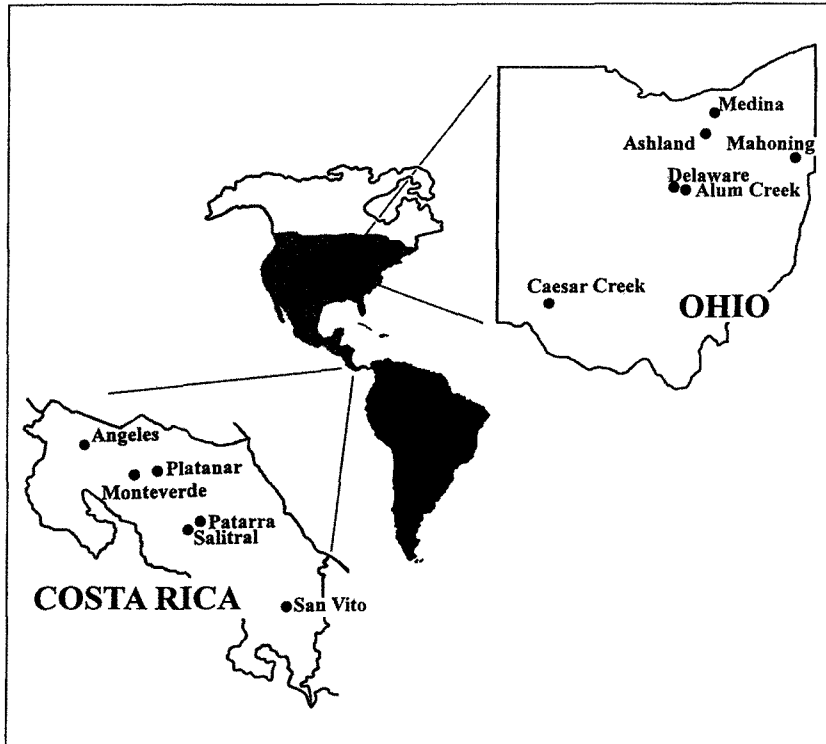 Medina
Ashland
Mahoning
Delaware
Alum Creek
Caesar Creek
OHIO
Angeles
Platanar
Monteverde
Patarra
Salitral
COSTA RICA
San Vito